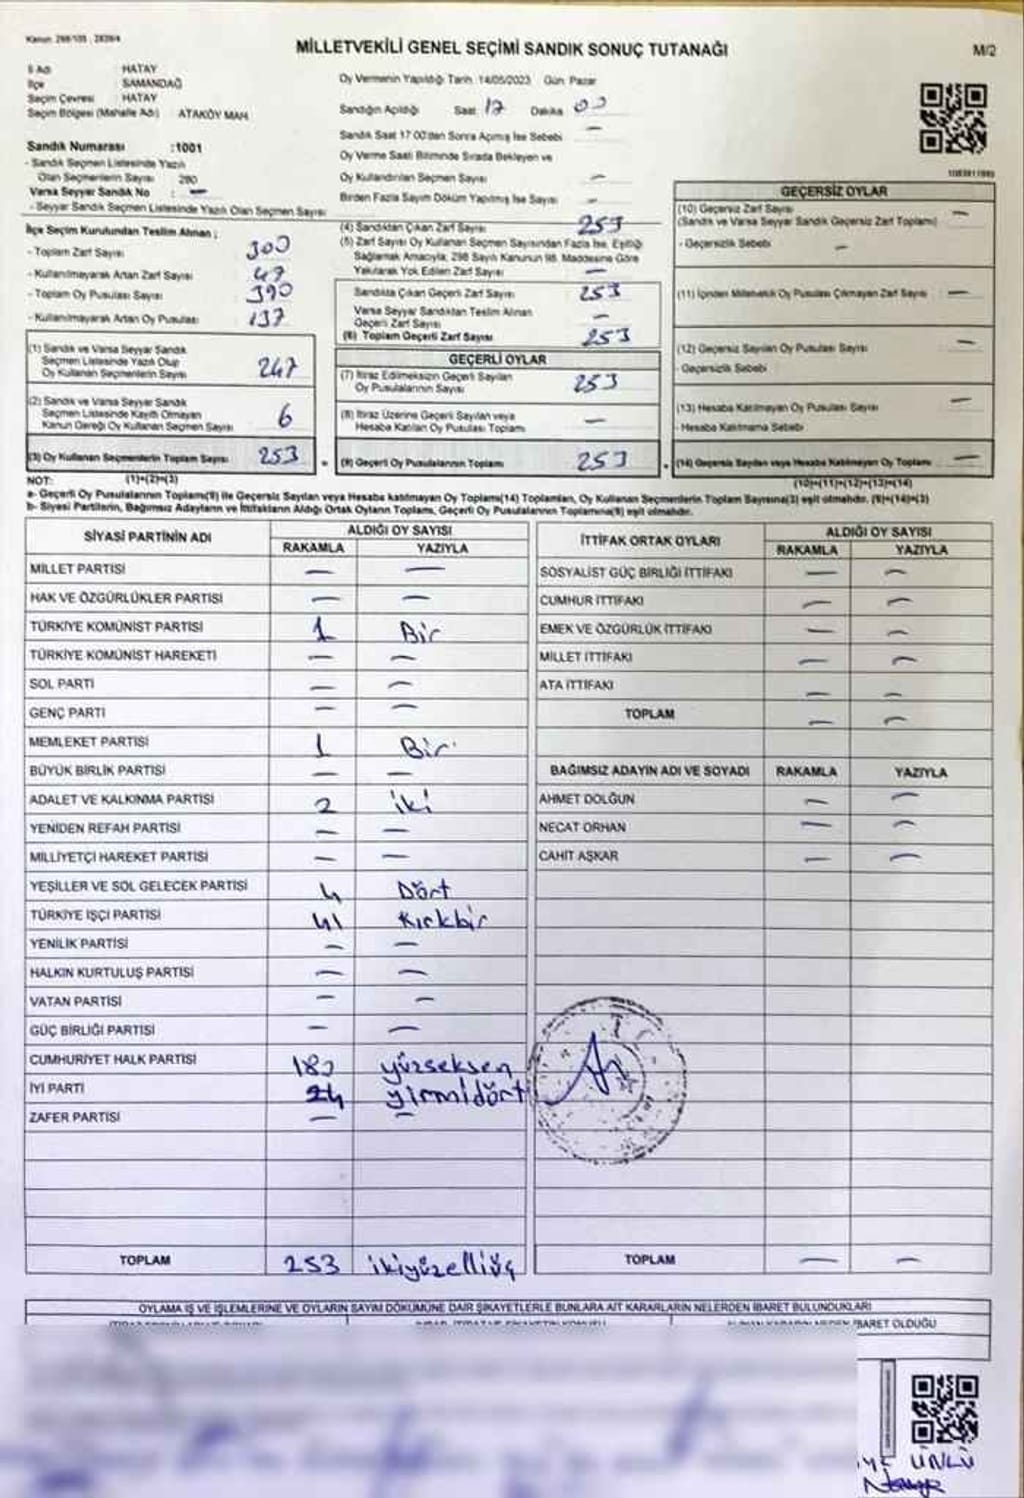 Kanun: 298/105 , 2839/4
MİLLETVEKİLİ GENEL SEÇİMİ SANDIK SONUÇ TUTANAĞI
M/2
İl Adı HATAY
İlçe SAMANDAĞ
Seçim Çevresi HATAY
Seçim Bölgesi (Mahalle Adı) ATAKÖY MAH.
Sandık Numarası :1001
- Sandık Seçmen Listesinde Yazılı
Olan Seçmenlerin Sayısı 280
Varsa Seyyar Sandık No : —
- Seyyar Sandık Seçmen Listesinde Yazılı Olan Seçmen Sayısı
Oy Vermenin Yapıldığı Tarih: 14/05/2023 Gün: Pazar
Sandığın Açıldığı Saat 17 Dakika 00
Sandık Saat 17:00'den Sonra Açılmış İse Sebebi —
Oy Verme Saati Bitiminde Sırada Bekleyen ve
Oy Kullandırılan Seçmen Sayısı —
Birden Fazla Sayım Döküm Yapılmış İse Sayısı —
İlçe Seçim Kurulundan Teslim Alınan ;
- Toplam Zarf Sayısı 300
- Kullanılmayarak Artan Zarf Sayısı 47
- Toplam Oy Pusulası Sayısı 390
- Kullanılmayarak Artan Oy Pusulası 137
(1) Sandık ve Varsa Seyyar Sandık
Seçmen Listesinde Yazılı Olup
Oy Kullanan Seçmenlerin Sayısı 247
(2) Sandık ve Varsa Seyyar Sandık
Seçmen Listesinde Kayıtlı Olmayan
Kanun Gereği Oy Kullanan Seçmen Sayısı 6
(3) Oy Kullanan Seçmenlerin Toplam Sayısı 253
(4) Sandıktan Çıkan Zarf Sayısı 253
(5) Zarf Sayısı Oy Kullanan Seçmen Sayısından Fazla İse, Eşitliği
Sağlamak Amacıyla; 298 Sayılı Kanunun 98. Maddesine Göre
Yakılarak Yok Edilen Zarf Sayısı —
Sandıkta Çıkan Geçerli Zarf Sayısı 253
Varsa Seyyar Sandıktan Teslim Alınan
Geçerli Zarf Sayısı —
(6) Toplam Geçerli Zarf Sayısı 253
GEÇERLİ OYLAR
(7) İtiraz Edilmeksizin Geçerli Sayılan
Oy Pusulalarının Sayısı 253
(8) İtiraz Üzerine Geçerli Sayılan veya
Hesaba Katılan Oy Pusulası Toplamı —
(9) Geçerli Oy Pusulalarının Toplamı 253
GEÇERSİZ OYLAR
(10) Geçersiz Zarf Sayısı —
(Sandık ve Varsa Seyyar Sandık Geçersiz Zarf Toplamı)
- Geçersizlik Sebebi —
(11) İçinden Milletvekili Oy Pusulası Çıkmayan Zarf Sayısı —
(12) Geçersiz Sayılan Oy Pusulası Sayısı —
- Geçersizlik Sebebi
(13) Hesaba Katılmayan Oy Pusulası Sayısı —
- Hesaba Katılmama Sebebi
(14) Geçersiz Sayılan veya Hesaba Katılmayan Oy Toplamı —
NOT: (1)+(2)=(3) (10)+(11)+(12)+(13)=(14)
a- Geçerli Oy Pusulalarının Toplamı(9) ile Geçersiz Sayılan veya Hesaba katılmayan Oy Toplamı(14) Toplamları, Oy Kullanan Seçmenlerin Toplam Sayısına(3) eşit olmalıdır. (9)+(14)=(3)
b- Siyasi Partilerin, Bağımsız Adayların ve İttifakların Aldığı Ortak Oyların Toplamı, Geçerli Oy Pusulalarının Toplamına(9) eşit olmalıdır.
SİYASİ PARTİNİN ADI ALDIĞI OY SAYISI
RAKAMLA YAZIYLA
MİLLET PARTİSİ — —
HAK VE ÖZGÜRLÜKLER PARTİSİ — —
TÜRKİYE KOMÜNİST PARTİSİ 1 Bir
TÜRKİYE KOMÜNİST HAREKETİ — —
SOL PARTİ — —
GENÇ PARTİ — —
MEMLEKET PARTİSİ 1 Bir
BÜYÜK BİRLİK PARTİSİ — —
ADALET VE KALKINMA PARTİSİ 2 iki
YENİDEN REFAH PARTİSİ — —
MİLLİYETÇİ HAREKET PARTİSİ — —
YEŞİLLER VE SOL GELECEK PARTİSİ 4 Dört
TÜRKİYE İŞÇİ PARTİSİ 41 Kırkbir
YENİLİK PARTİSİ — —
HALKIN KURTULUŞ PARTİSİ — —
VATAN PARTİSİ — —
GÜÇ BİRLİĞİ PARTİSİ — —
CUMHURİYET HALK PARTİSİ 180 yüzseksen
İYİ PARTİ 24 yirmidört
ZAFER PARTİSİ — —
TOPLAM 253 ikiyüzelliüç
İTTİFAK ORTAK OYLARI ALDIĞI OY SAYISI
RAKAMLA YAZIYLA
SOSYALİST GÜÇ BİRLİĞİ İTTİFAKI — —
CUMHUR İTTİFAKI — —
EMEK VE ÖZGÜRLÜK İTTİFAKI — —
MİLLET İTTİFAKI — —
ATA İTTİFAKI — —
TOPLAM — —
BAĞIMSIZ ADAYIN ADI VE SOYADI RAKAMLA YAZIYLA
AHMET DOLĞUN — —
NECAT ORHAN — —
CAHİT AŞKAR — —
TOPLAM — —
OYLAMA İŞ VE İŞLEMLERİNE VE OYLARIN SAYIM DÖKÜMÜNE DAİR ŞİKAYETLERLE BUNLARA AİT KARARLARIN NELERDEN İBARET BULUNDUKLARI
İBARET OLDUĞU
ÜNLÜ